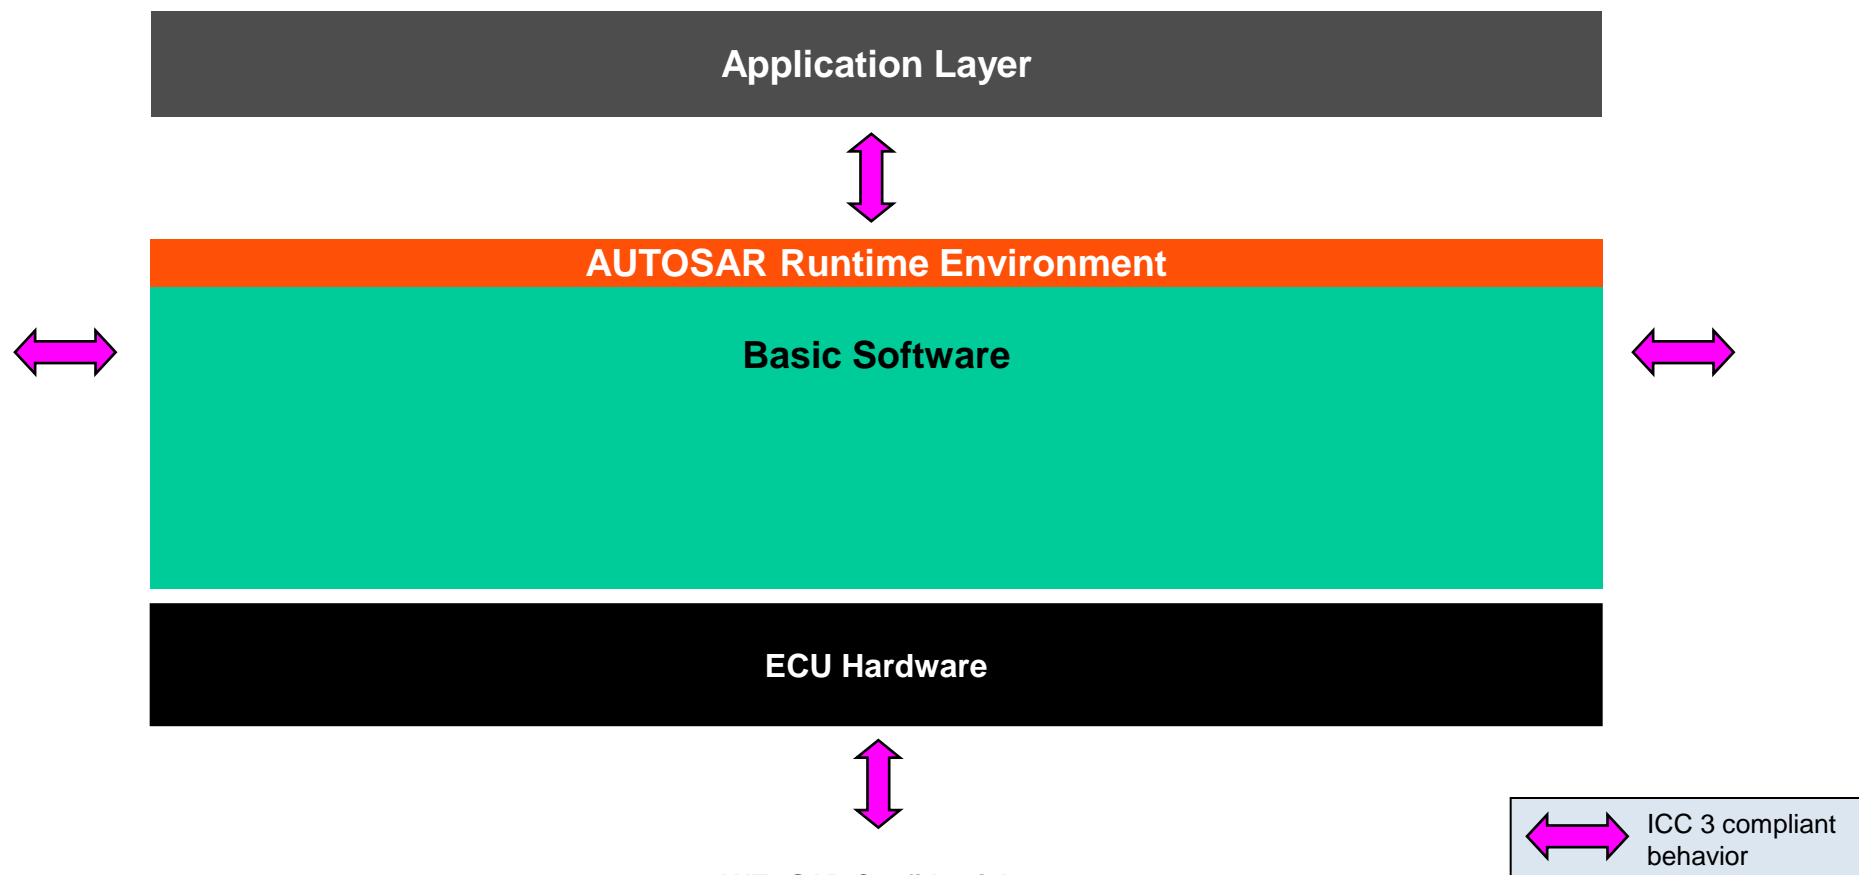 Application Layer
AUTOSAR Runtime Environment
Basic Software
ECU Hardware
ICC 3 compliant
behavior